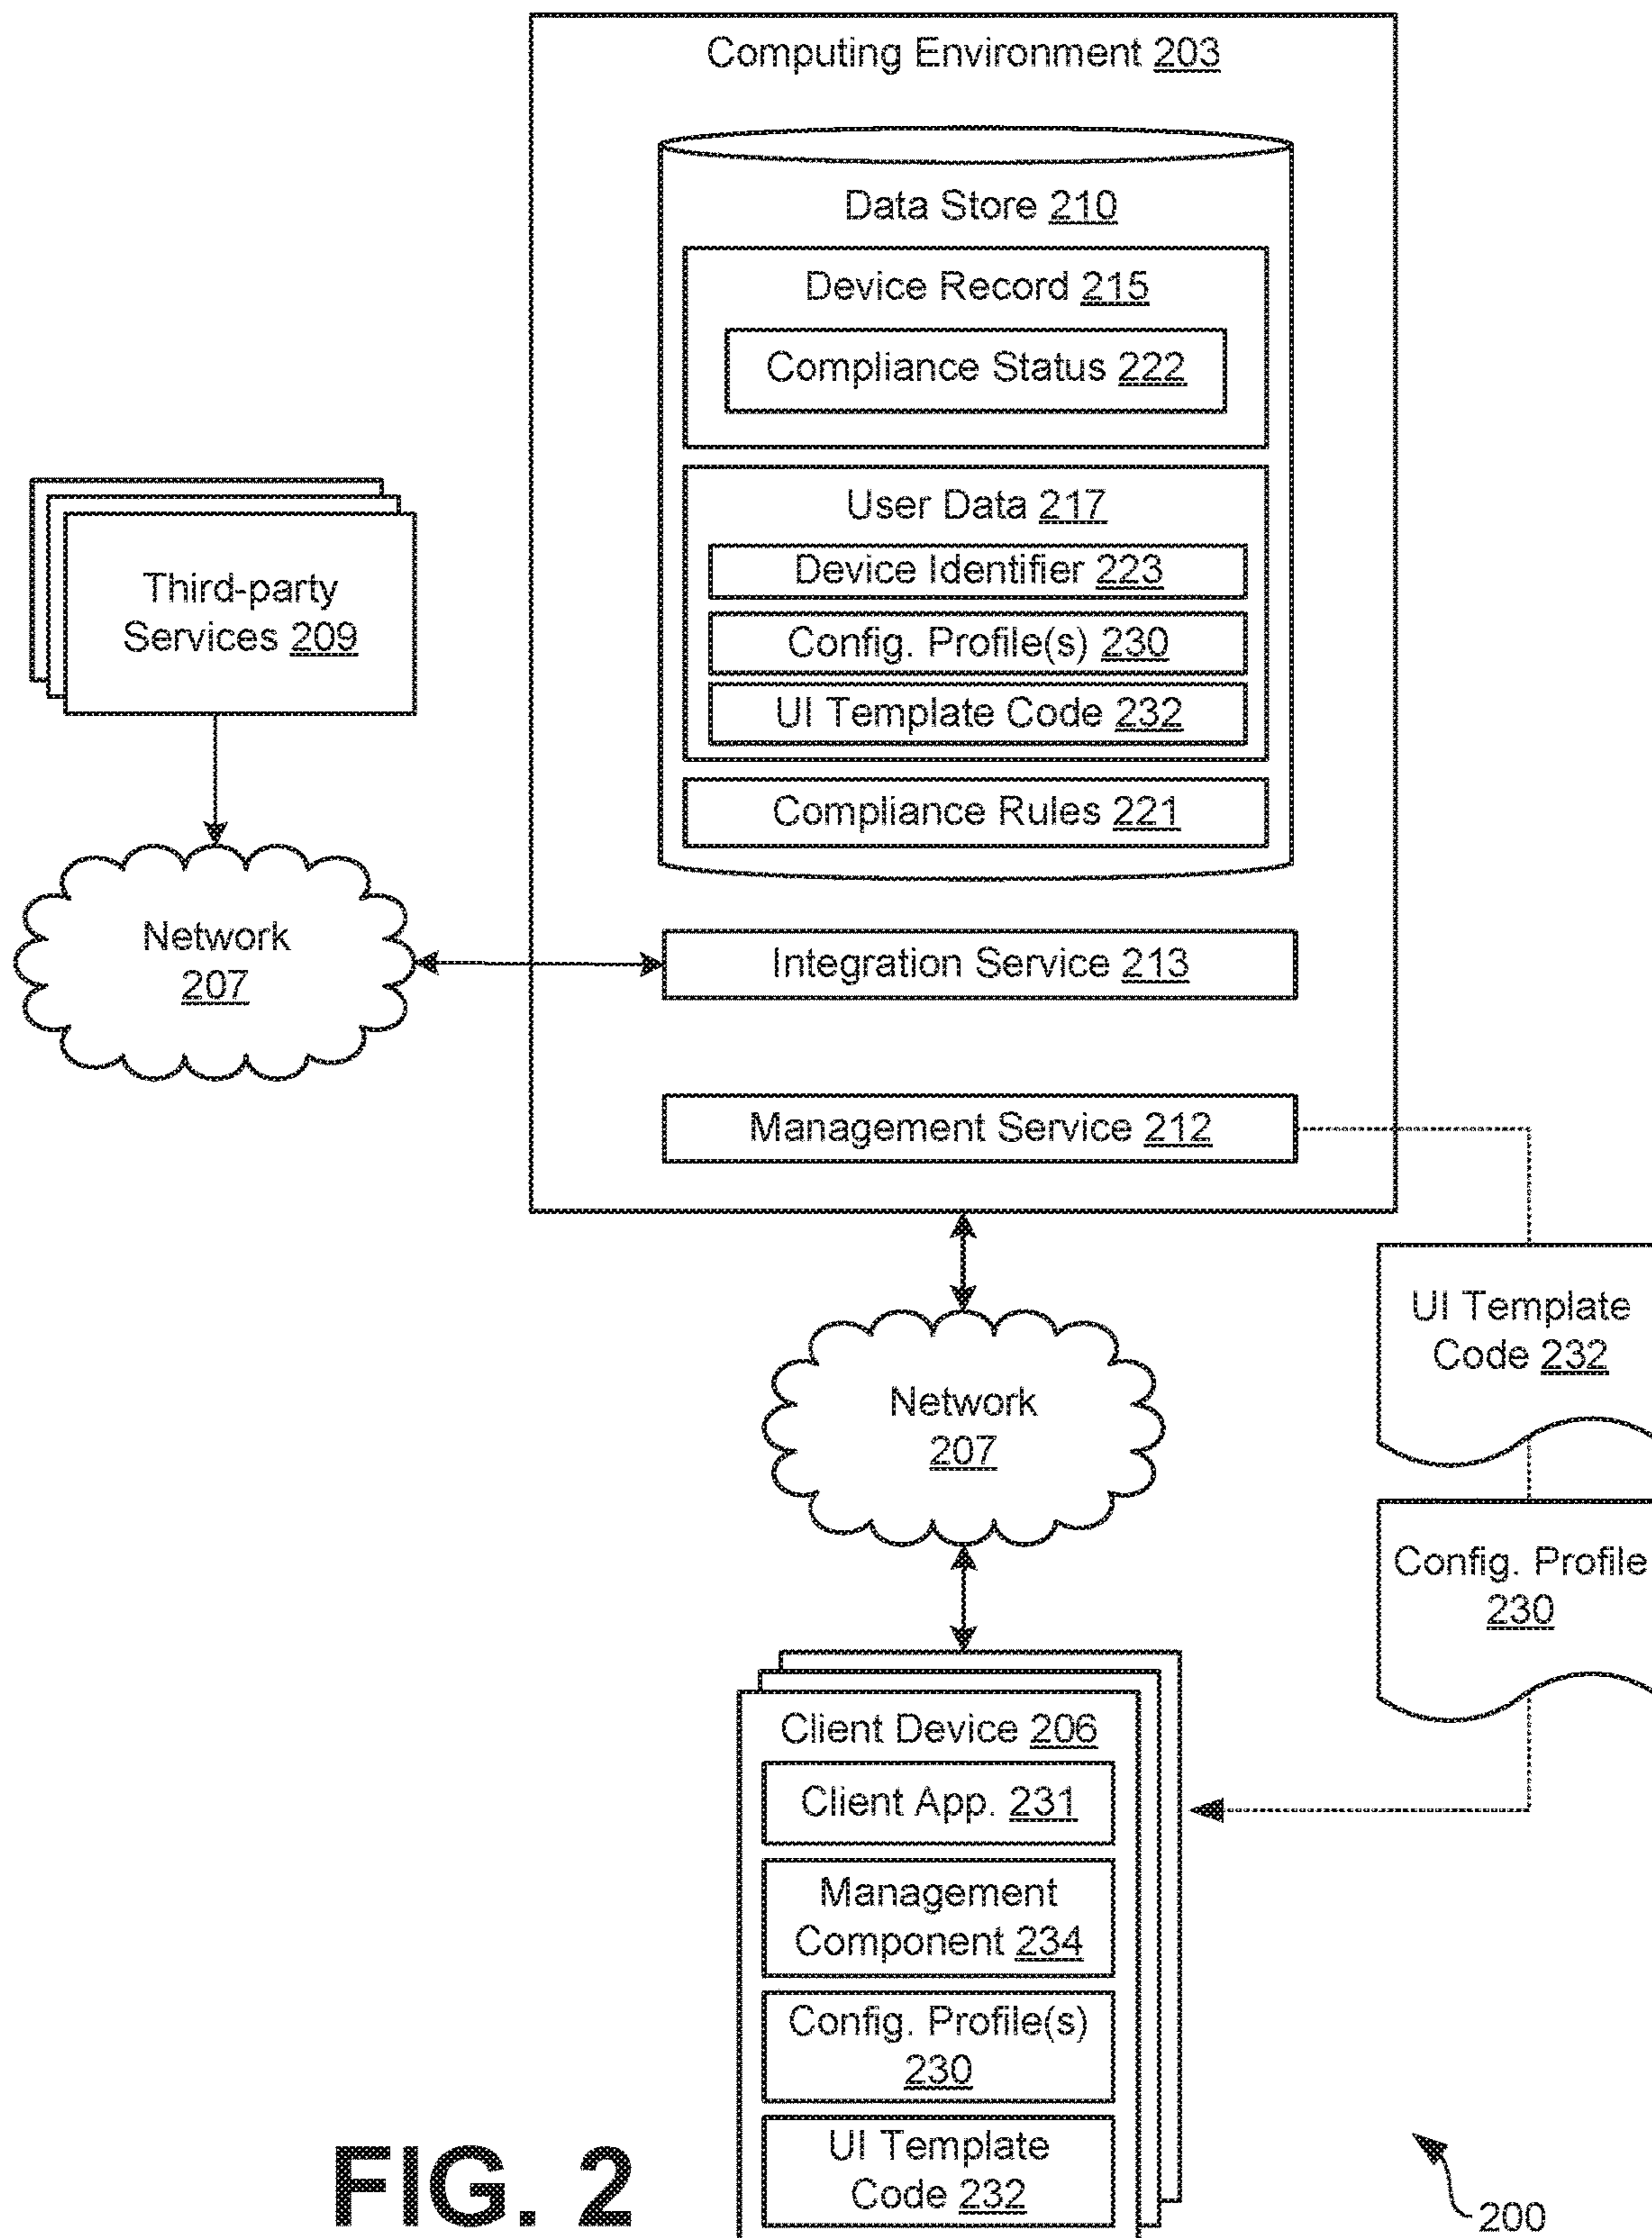 Computing Environment 203
Data Store 210
Device Record 215
Compliance Status 222
User Data 217
Device Identifier 223
Config. Profile(s) 230
UI Template Code 232
Compliance Rules 221
Third-party
Services 209
Network
207
Integration Service 213
Management Service 212
UI Template
Code 232
Network
207
Config. Profile
230
Client Device 206
Client App. 231
Management
Component 234
Config. Profile(s)
230
UI Template
Code 232
FIG. 2
200